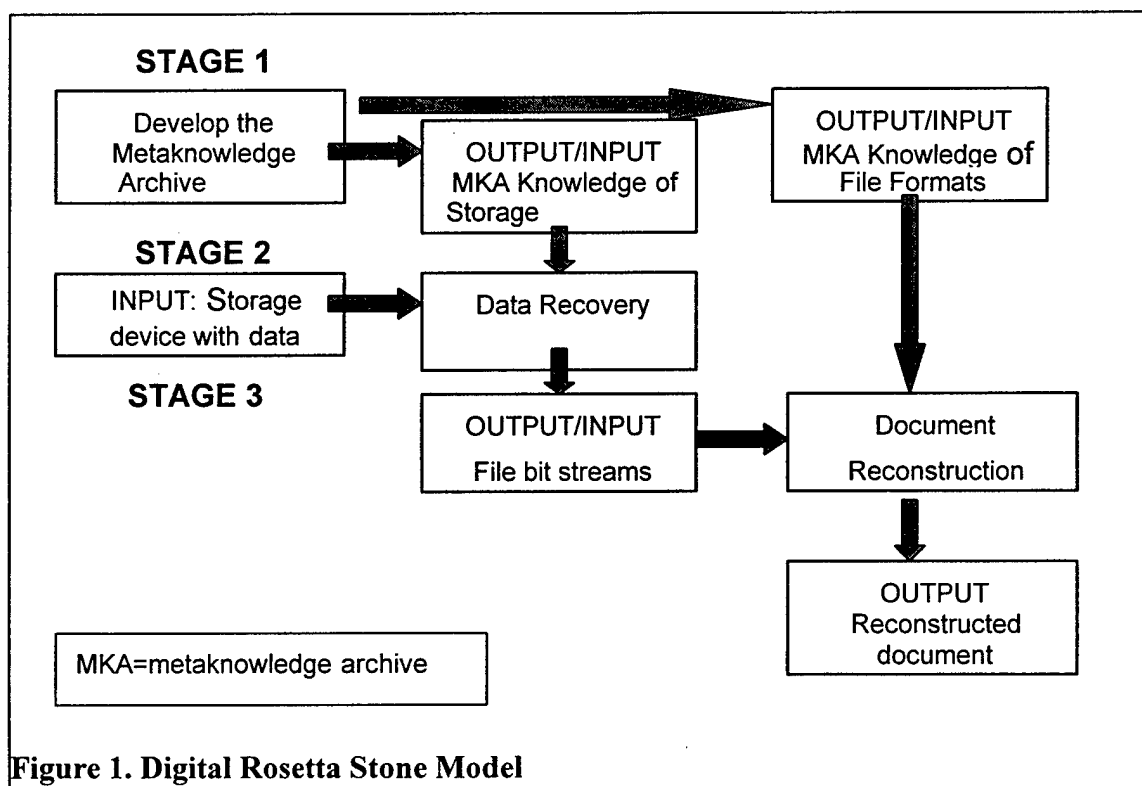 STAGE 1
Develop the
Metaknowledge
Archive
OUTPUT/INPUT
MKA Knowledge of
Storage
OUTPUT/INPUT
MKA Knowledge of
File Formats
STAGE 2
INPUT: Storage
device with data
Data Recovery
STAGE 3
OUTPUT/INPUT
File bit streams
Document
Reconstruction
OUTPUT
Reconstructed
document
MKA=metaknowledge archive
Figure 1. Digital Rosetta Stone Model